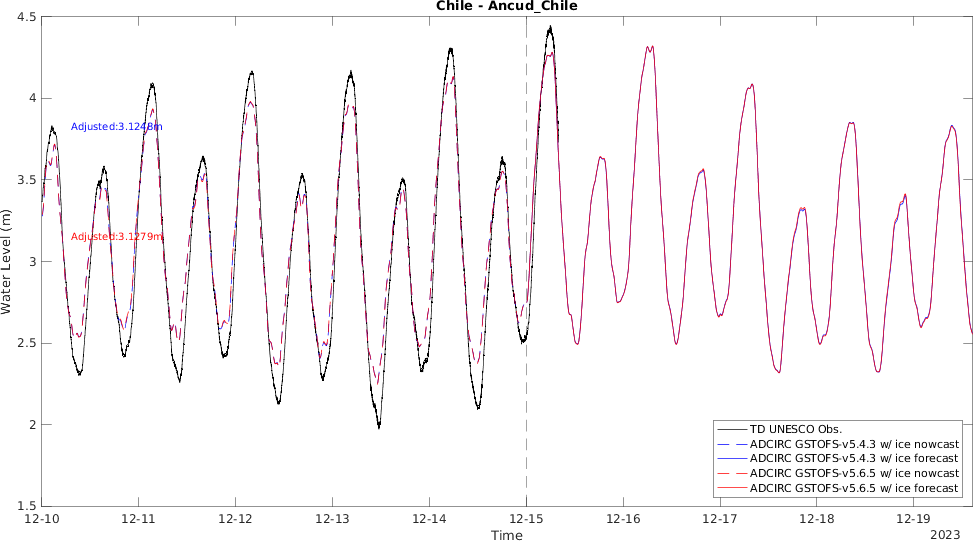 Chile - Ancud_Chile
Water Level (m)
4.5
4
3.5
3
2.5
2
1.5
Adjusted:3.1248m
Adjusted:3.1279m
TD UNESCO Obs.
ADCIRC GSTOFS-v5.4.3 w/ ice nowcast
ADCIRC GSTOFS-v5.4.3 w/ ice forecast
ADCIRC GSTOFS-v5.6.5 w/ ice nowcast
ADCIRC GSTOFS-v5.6.5 w/ ice forecast
12-10 12-11 12-12 12-13 12-14 12-15 12-16 12-17 12-18 12-19
Time
2023